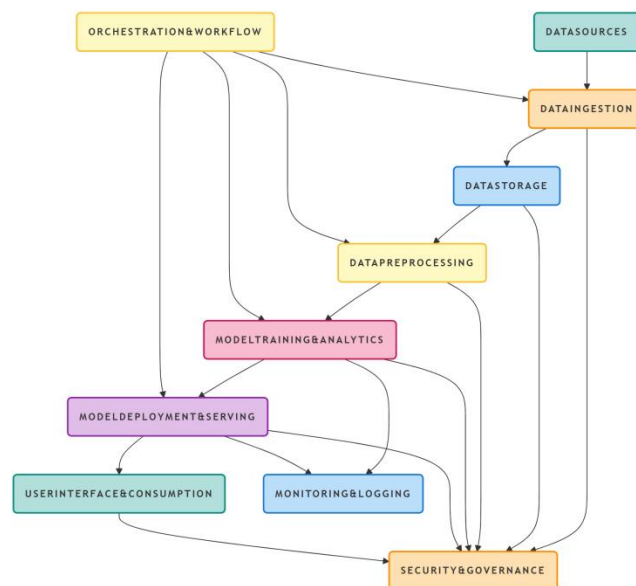 ORCHESTRATION&WORKFLOW
DATASOURCES
DATAINGESTION
DATASTORAGE
DATAPREPROCESSING
MODELTRAINING&ANALYTICS
MODELDEPLOYMENT&SERVING
USERINTERFACE&CONSUMPTION
MONITORING&LOGGING
SECURITY&GOVERNANCE